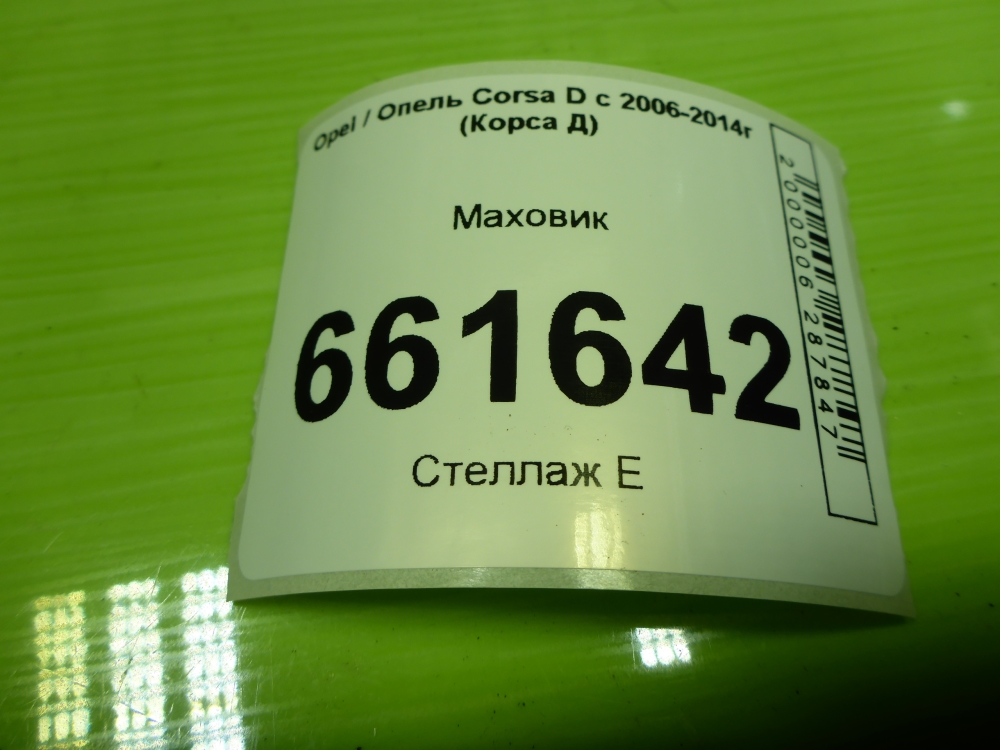 Opel / Опель Corsa D с 2006-2014г
(Корса Д)
Маховик
661642
Стеллаж Е
2000006287847